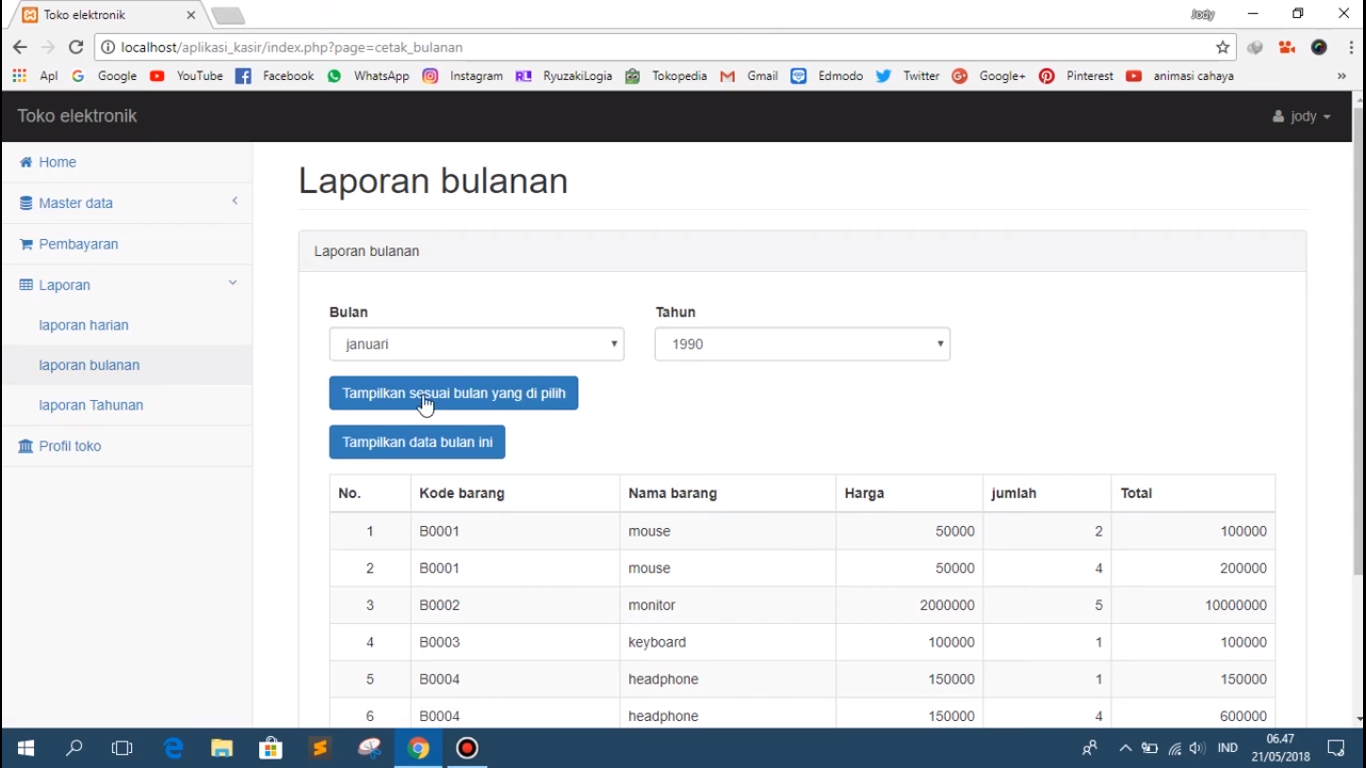 Toko elektronik
Jody
localhost/aplikasi_kasir/index.php?page=cetak_bulanan
Apl Google YouTube Facebook WhatsApp Instagram RyuzakiLogia Tokopedia Gmail Edmodo Twitter Google+ Pinterest animasi cahaya »
Toko elektronik
jody
Home
Master data
Pembayaran
Laporan
laporan harian
laporan bulanan
laporan Tahunan
Profil toko
Laporan bulanan
Laporan bulanan
Bulan Tahun
januari 1990
Tampilkan sesuai bulan yang di pilih
Tampilkan data bulan ini
No. Kode barang Nama barang Harga jumlah Total
1 B0001 mouse 50000 2 100000
2 B0001 mouse 50000 4 200000
3 B0002 monitor 2000000 5 10000000
4 B0003 keyboard 100000 1 100000
5 B0004 headphone 150000 1 150000
6 B0004 headphone 150000 4 600000
IND
06.47
21/05/2018